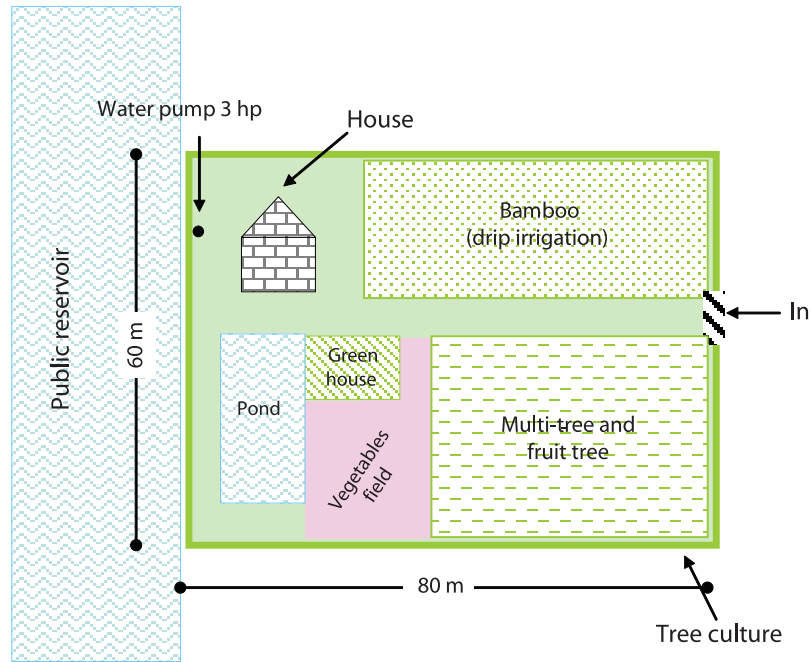 Water pump 3 hp
House
Bamboo
(drip irrigation)
In
Public reservoir
60 m
Green
house
Pond
Vegetables
field
Multi-tree and
fruit tree
80 m
Tree culture